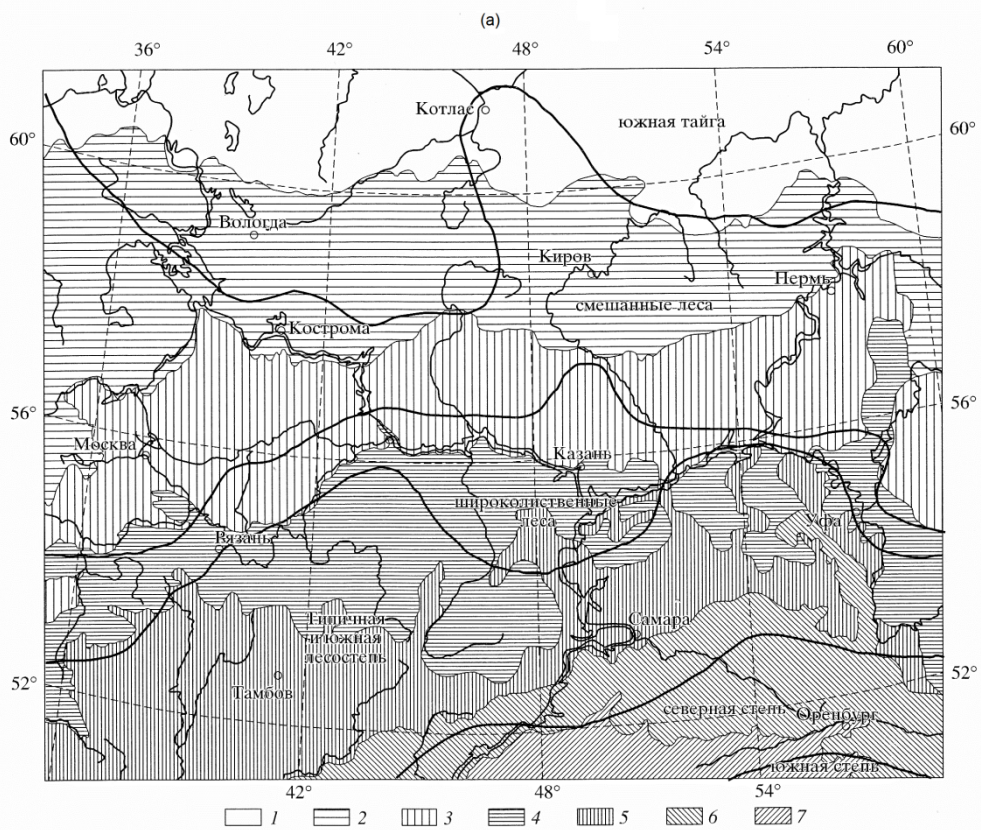 (а)
36° 42° 48° 54° 60°
Котлас
южная тайга
60° 60°
Вологда
Киров
Пермь
смешанные леса
Кострома
56° 56°
Москва
Казань
широколиственные
леса
Уфа
Вязань
Типичная
и южная
лесостепь
Самара
Тамбов
52° 52°
северная степь
Оренбург
южная степь
42° 48° 54°
1 2 3 4 5 6 7